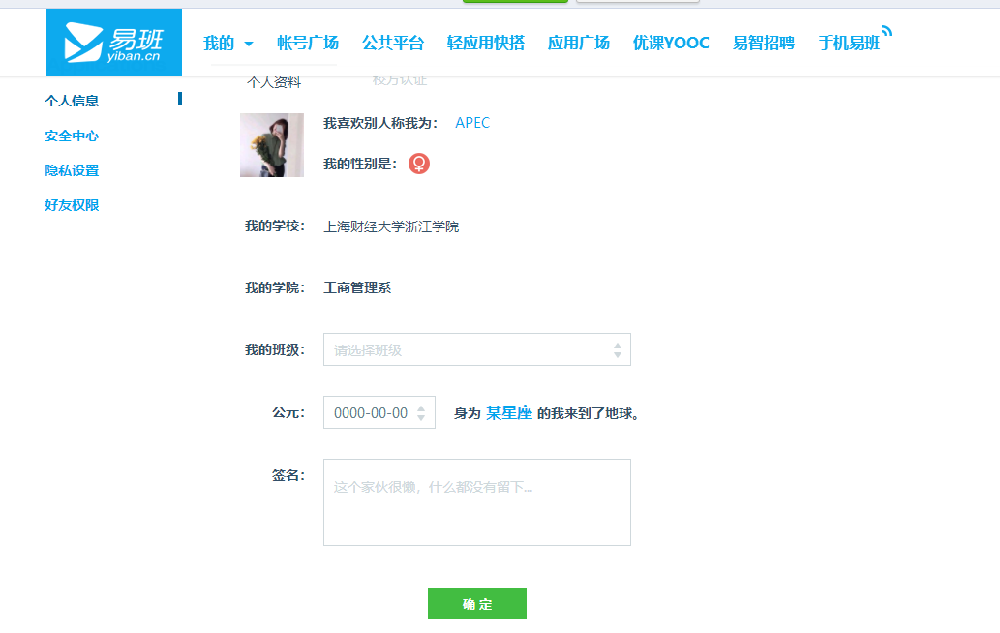 易班
yiban.cn
我的 帐号广场 公共平台 轻应用快搭 应用广场 优课YOOC 易智招聘 手机易班
个人资料 校方认证
个人信息
安全中心
隐私设置
好友权限
我喜欢别人称我为： APEC
我的性别是：
我的学校： 上海财经大学浙江学院
我的学院： 工商管理系
我的班级： 请选择班级
公元： 0000-00-00 身为 某星座 的我来到了地球。
签名： 这个家伙很懒，什么都没有留下...
确 定